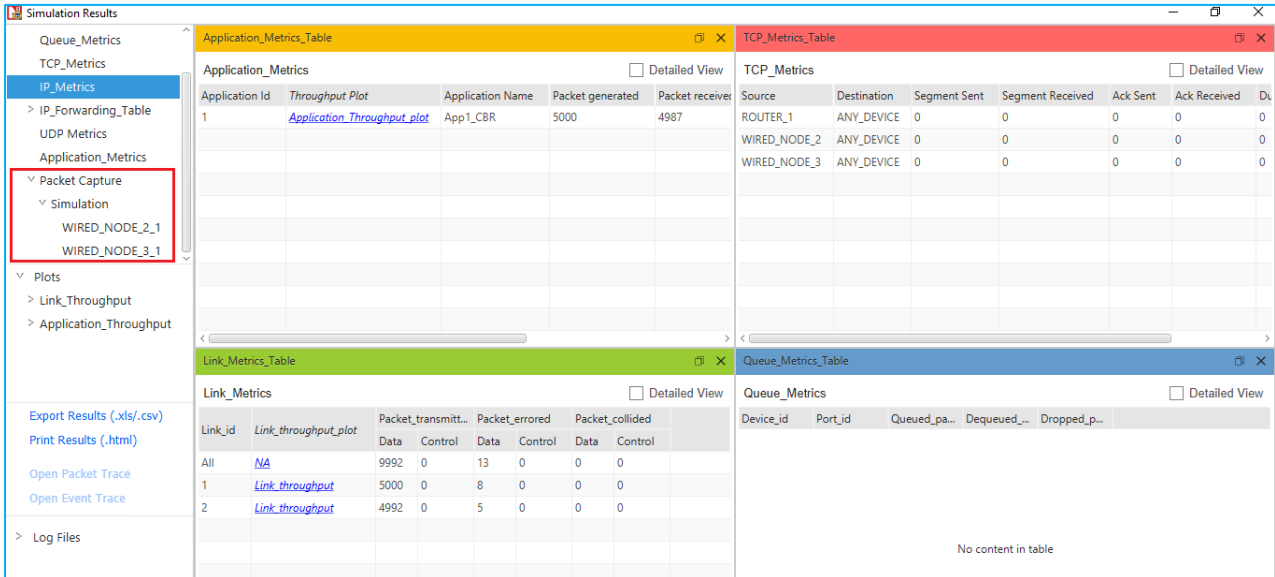 Simulation Results
Queue_Metrics
TCP_Metrics
IP_Metrics
> IP_Forwarding_Table
UDP Metrics
Application_Metrics
Packet Capture
Simulation
WIRED_NODE_2_1
WIRED_NODE_3_1
Plots
> Link_Throughput
> Application_Throughput
Export Results (.xls/.csv)
Print Results (.html)
Open Packet Trace
Open Event Trace
> Log Files
Application_Metrics_Table
Application_Metrics Detailed View
Application Id Throughput Plot Application Name Packet generated Packet received
1 Application_Throughput_plot App1_CBR 5000 4987
TCP_Metrics_Table
TCP_Metrics Detailed View
Source Destination Segment Sent Segment Received Ack Sent Ack Received Du
ROUTER_1 ANY_DEVICE 0 0 0 0 0
WIRED_NODE_2 ANY_DEVICE 0 0 0 0 0
WIRED_NODE_3 ANY_DEVICE 0 0 0 0 0
Link_Metrics_Table
Link_Metrics Detailed View
Link_id Link_throughput_plot Packet_transmitt... Packet_errored Packet_collided
Data Control Data Control Data Control
All NA 9992 0 13 0 0 0
1 Link_throughput 5000 0 8 0 0 0
2 Link_throughput 4992 0 5 0 0 0
Queue_Metrics_Table
Queue_Metrics Detailed View
Device_id Port_id Queued_pa... Dequeued_... Dropped_p...
No content in table